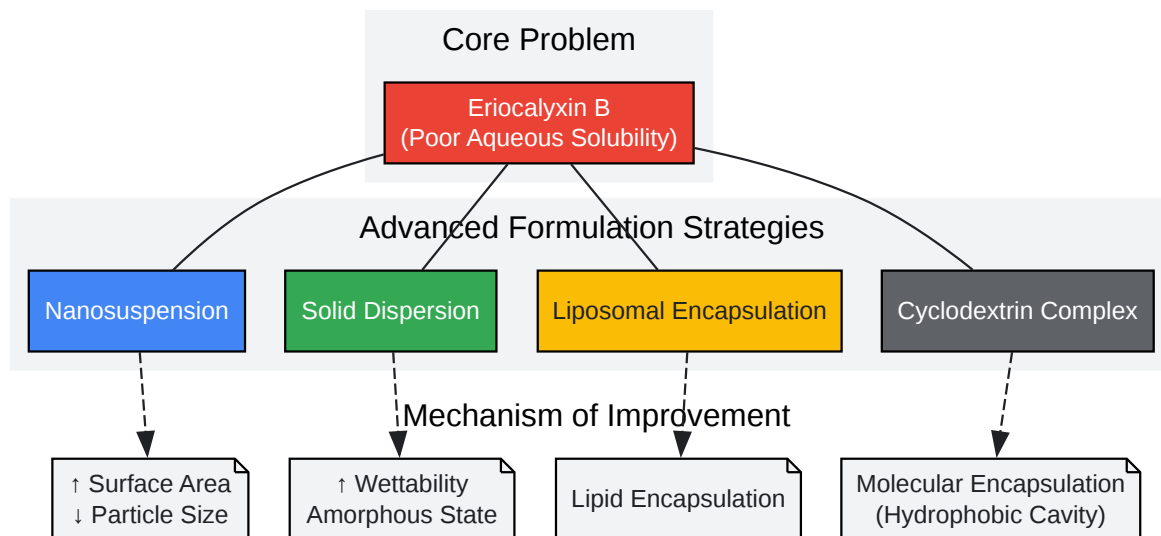 Core Problem
Eriocalyxin B
(Poor Aqueous Solubility)
Advanced Formulation Strategies
Nanosuspension
Solid Dispersion
Liposomal Encapsulation
Cyclodextrin Complex
Mechanism of Improvement
↑ Surface Area
↓ Particle Size
↑ Wettability
Amorphous State
Lipid Encapsulation
Molecular Encapsulation
(Hydrophobic Cavity)